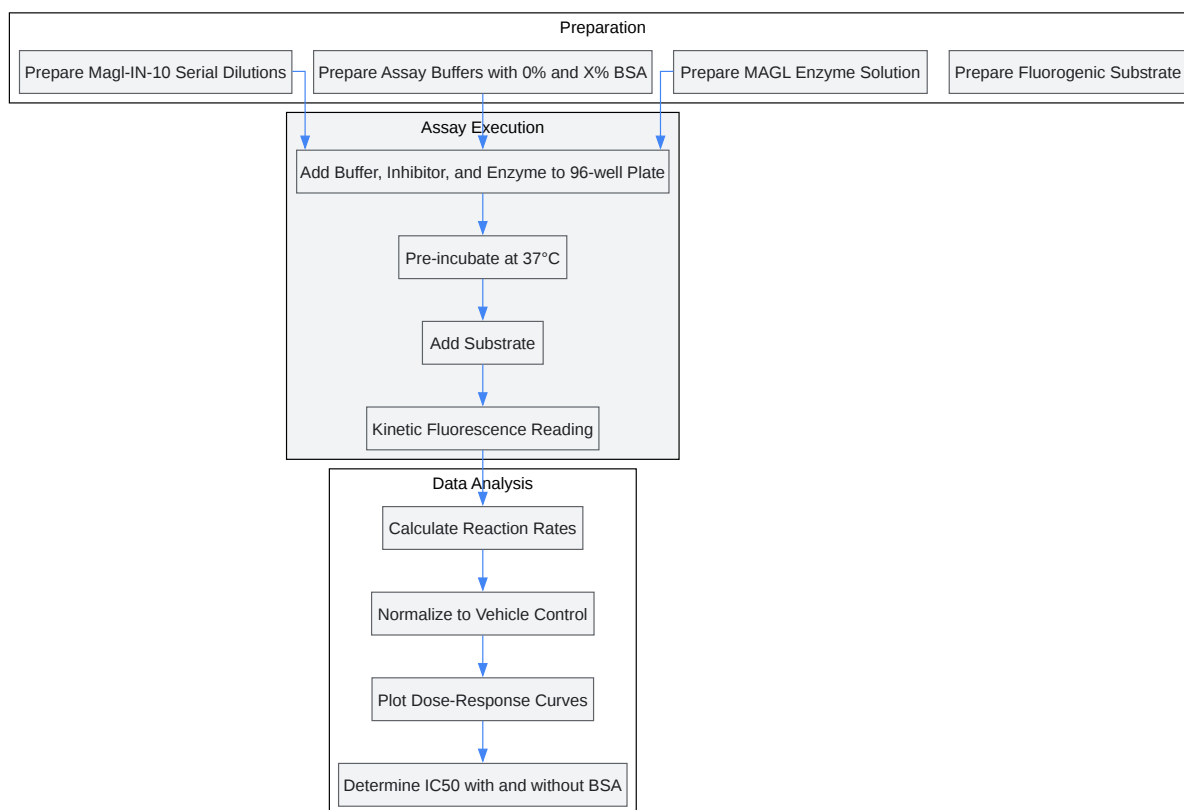 Preparation
Prepare Magl-IN-10 Serial Dilutions
Prepare Assay Buffers with 0% and X% BSA
Prepare MAGL Enzyme Solution
Prepare Fluorogenic Substrate
Assay Execution
Add Buffer, Inhibitor, and Enzyme to 96-well Plate
Pre-incubate at 37°C
Add Substrate
Kinetic Fluorescence Reading
Data Analysis
Calculate Reaction Rates
Normalize to Vehicle Control
Plot Dose-Response Curves
Determine IC50 with and without BSA